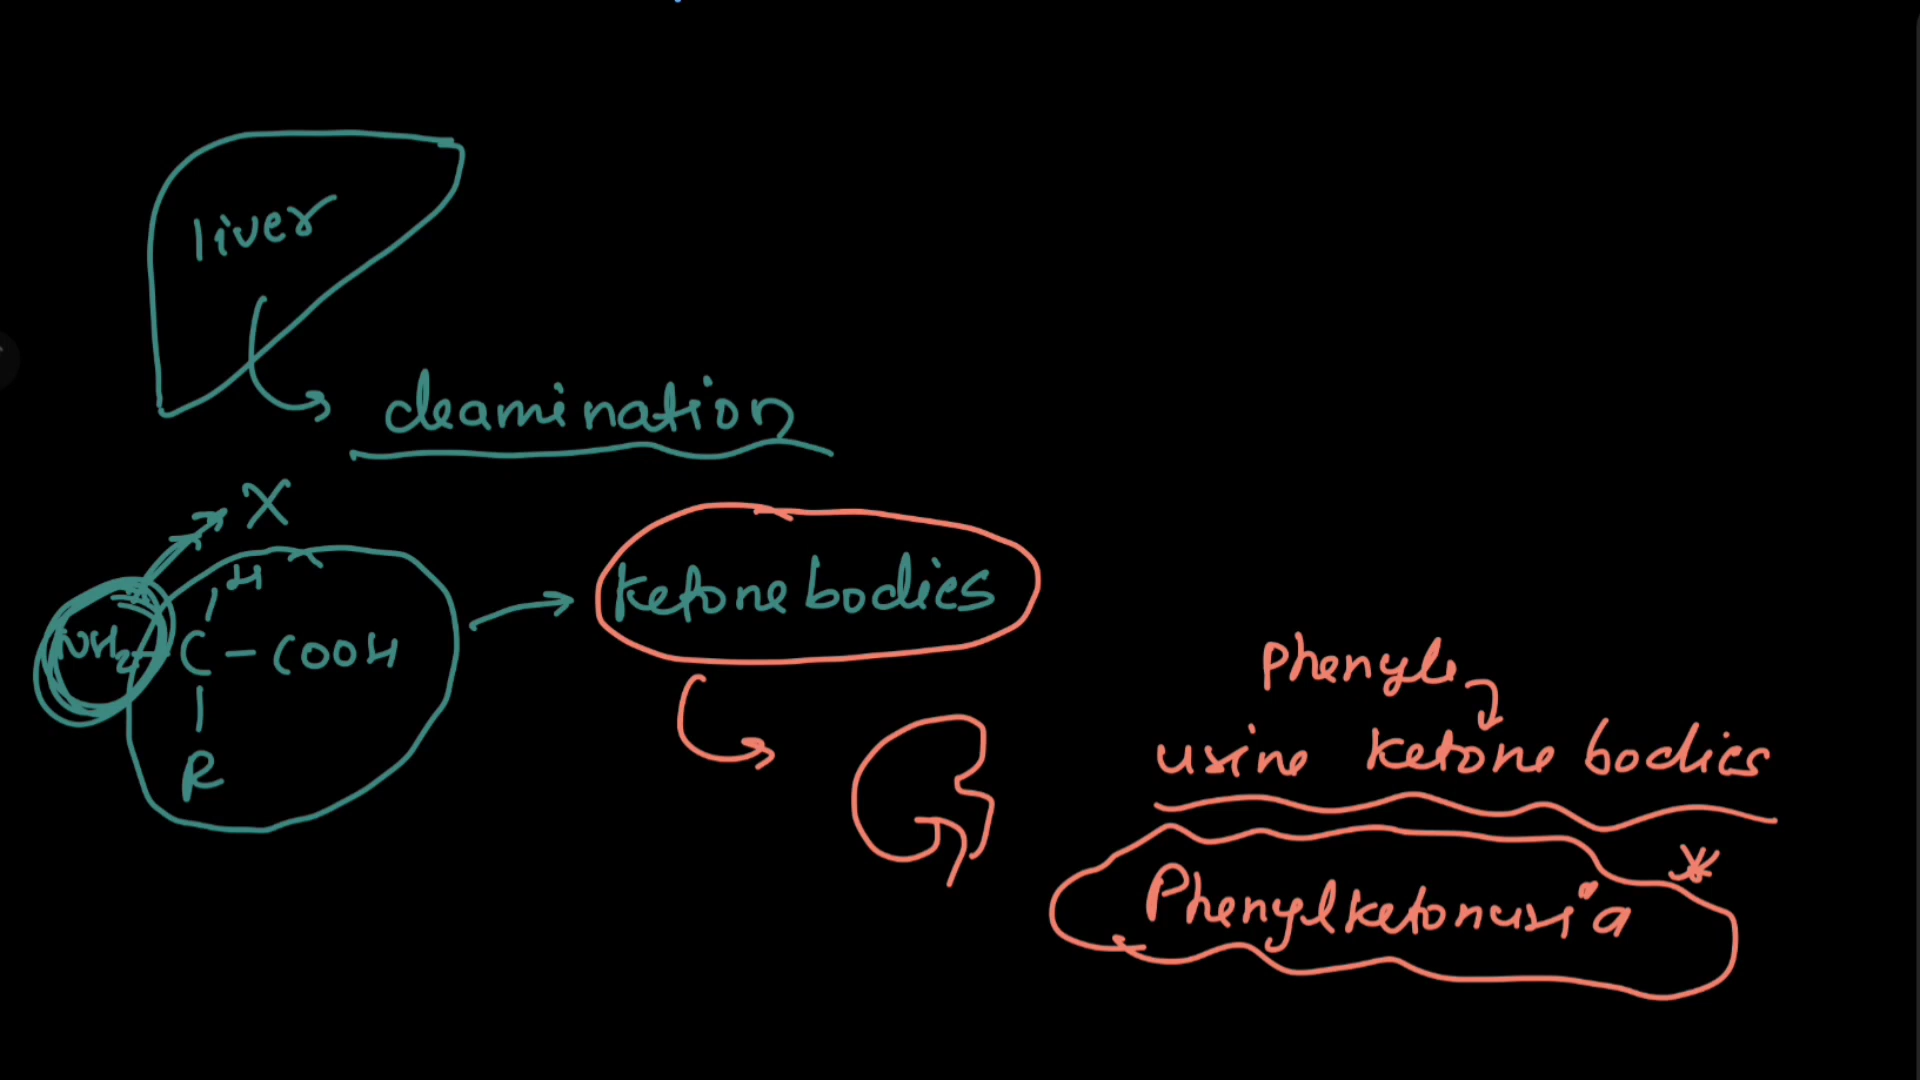 liver
deamination
X
H
NH2 - C - COOH
R
ketone bodies
phenyl
urine ketone bodies
Phenylketonuria